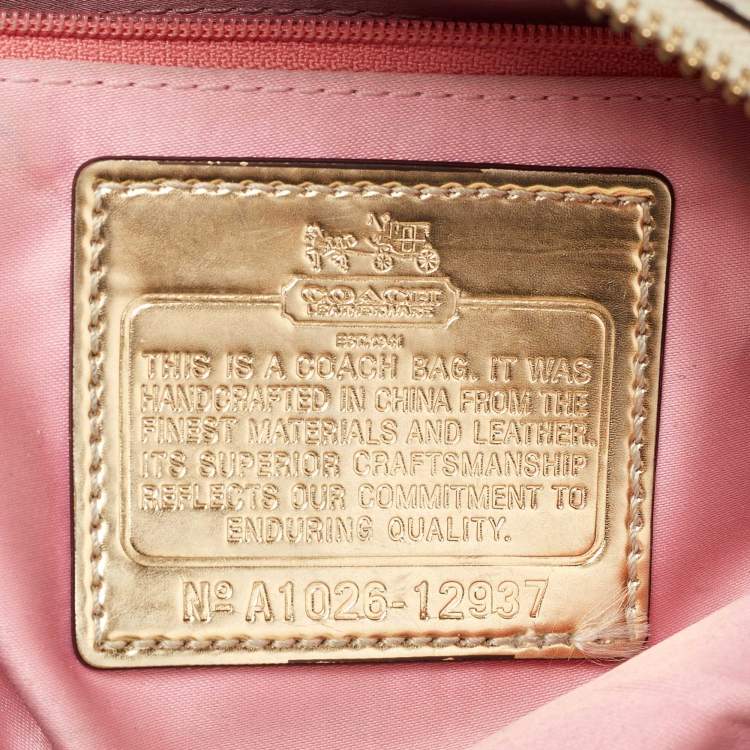 COACH
LEATHERWARE
EST. 1941
THIS IS A COACH BAG. IT WAS
HANDCRAFTED IN CHINA FROM THE
FINEST MATERIALS AND LEATHER.
ITS SUPERIOR CRAFTSMANSHIP
REFLECTS OUR COMMITMENT TO
ENDURING QUALITY.
Nº A1026-12937